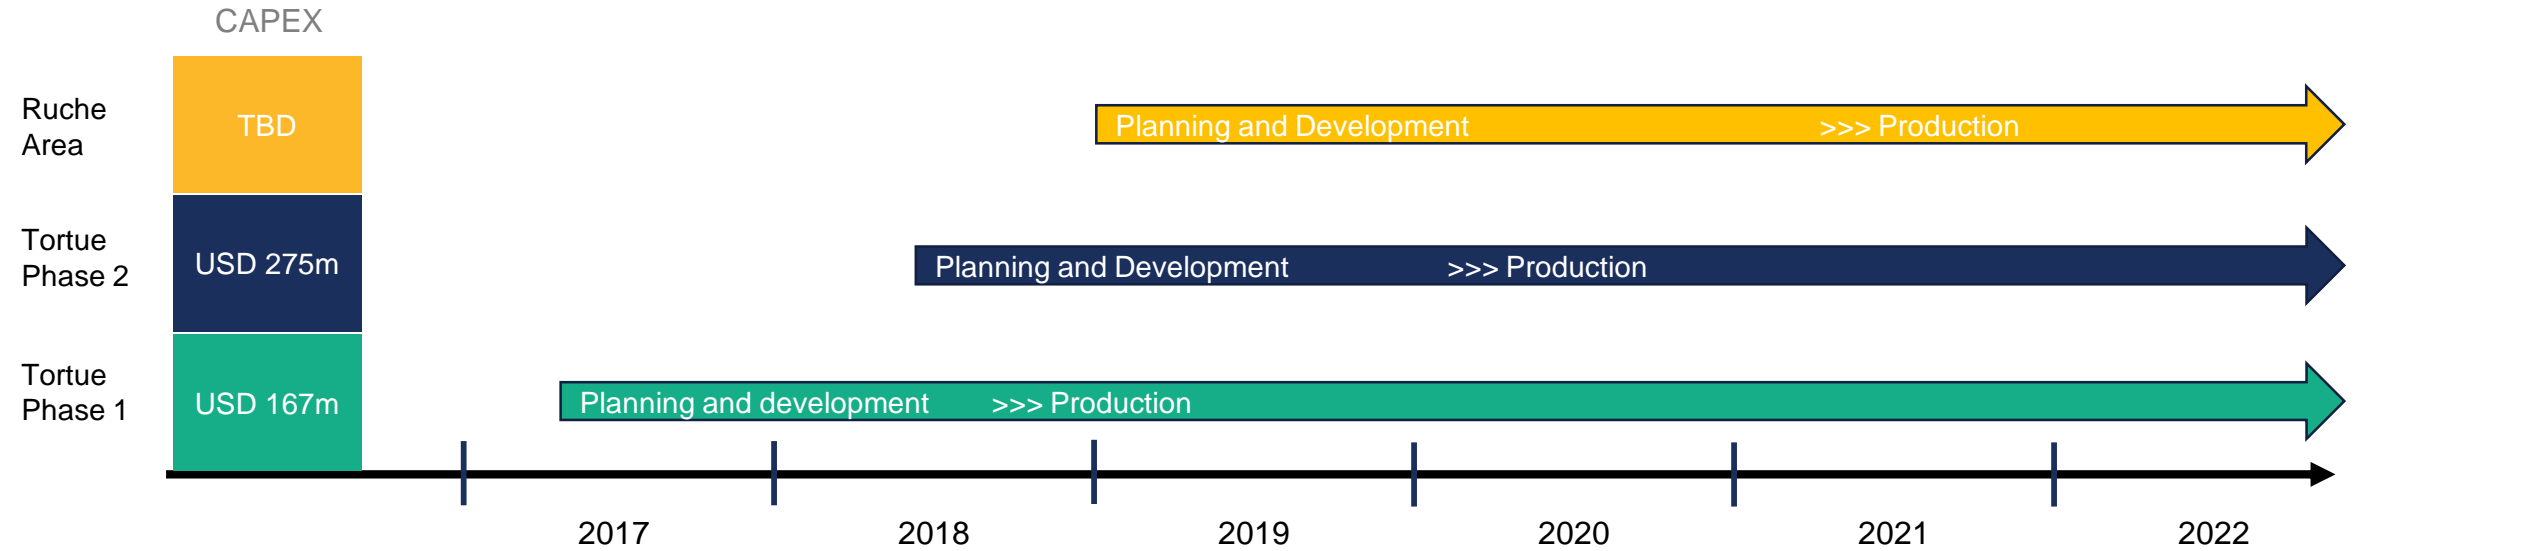 CAPEX
Ruche
Area
TBD
Planning and Development >>> Production
Tortue
Phase 2
USD 275m
Planning and Development >>> Production
Tortue
Phase 1
USD 167m
Planning and development >>> Production
2017 2018 2019 2020 2021 2022